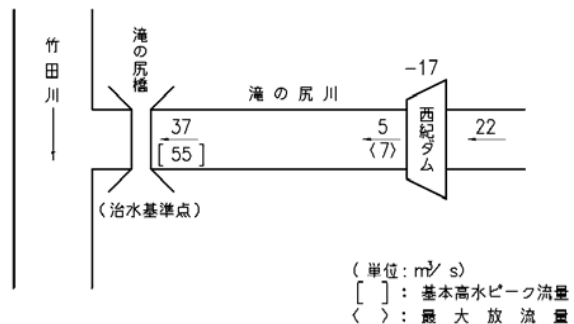 竹田川
滝の尻橋
滝の尻川
-17
西紀ダム
37
[ 55 ]
5
〈7〉
22
(治水基準点)
(単位:m³/s)
[ ]:基本高水ピーク流量
〈 〉:最大放流量